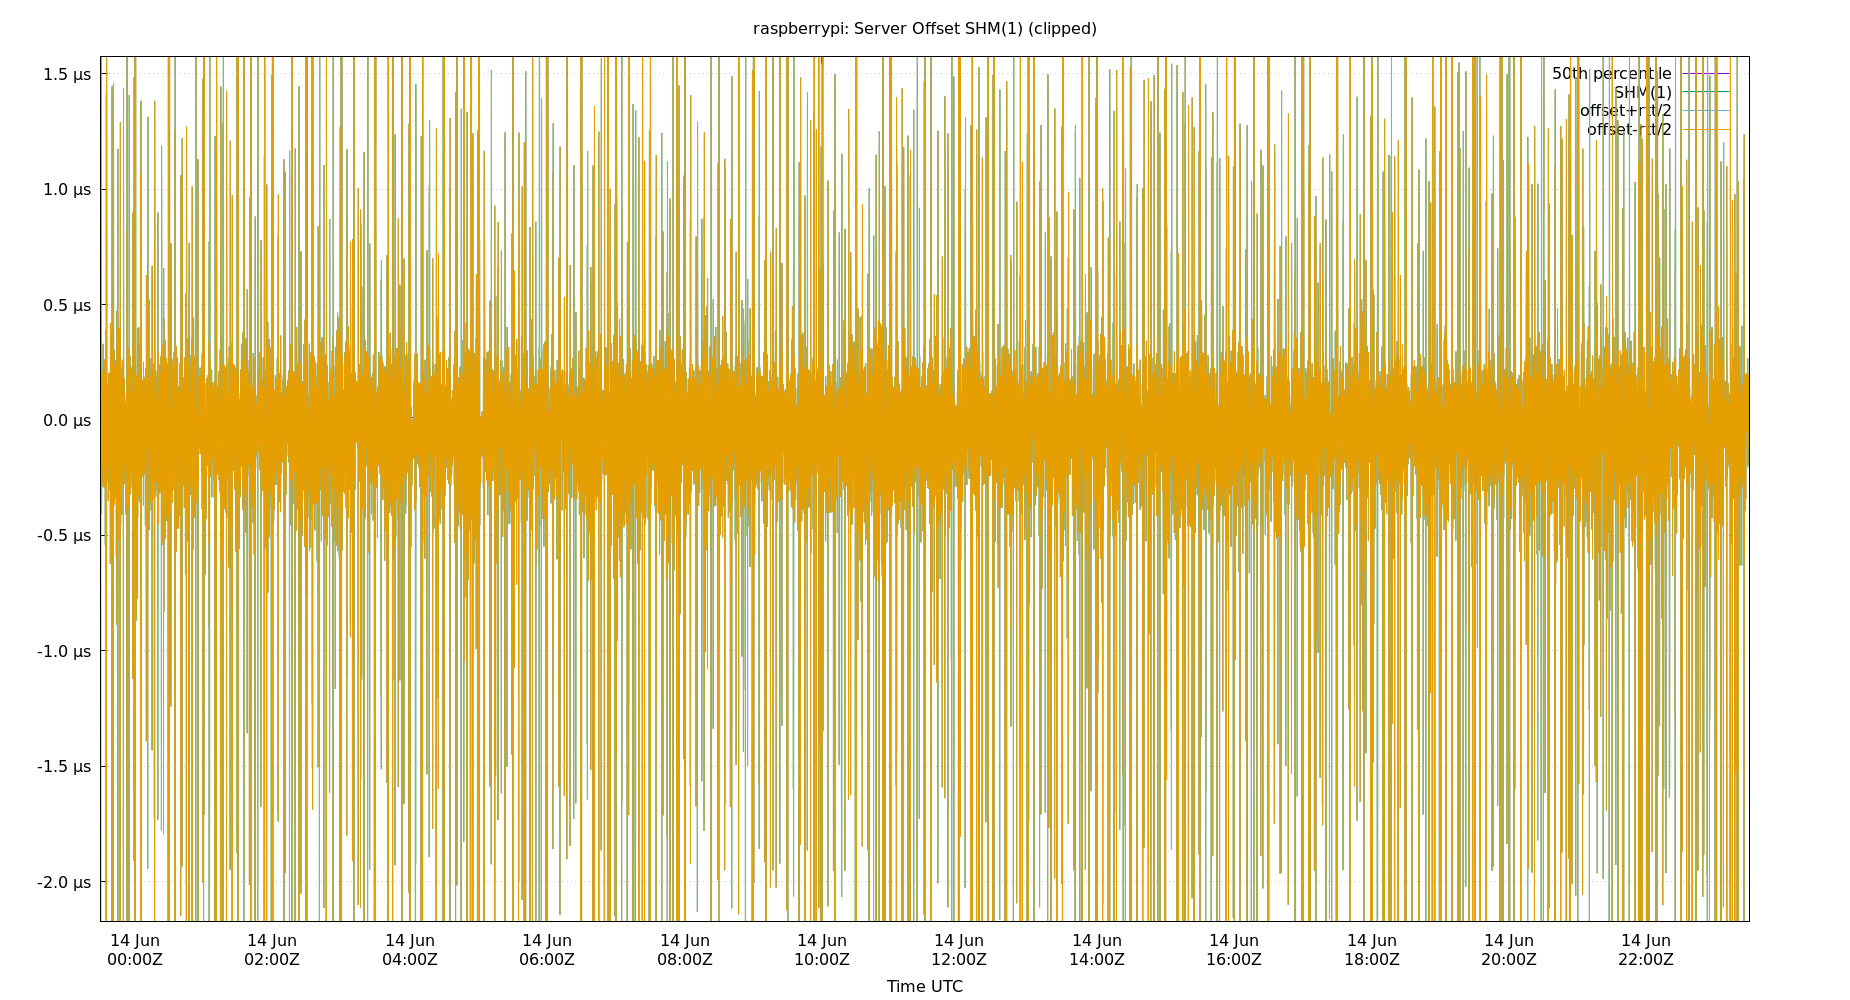 raspberrypi: Server Offset SHM(1) (clipped)
1.5 µs
1.0 µs
0.5 µs
0.0 µs
-0.5 µs
-1.0 µs
-1.5 µs
-2.0 µs
50th percentile
SHM(1)
offset+rtt/2
offset-rtt/2
14 Jun 14 Jun 14 Jun 14 Jun 14 Jun 14 Jun 14 Jun 14 Jun 14 Jun 14 Jun 14 Jun 14 Jun
00:00Z 02:00Z 04:00Z 06:00Z 08:00Z 10:00Z 12:00Z 14:00Z 16:00Z 18:00Z 20:00Z 22:00Z
Time UTC